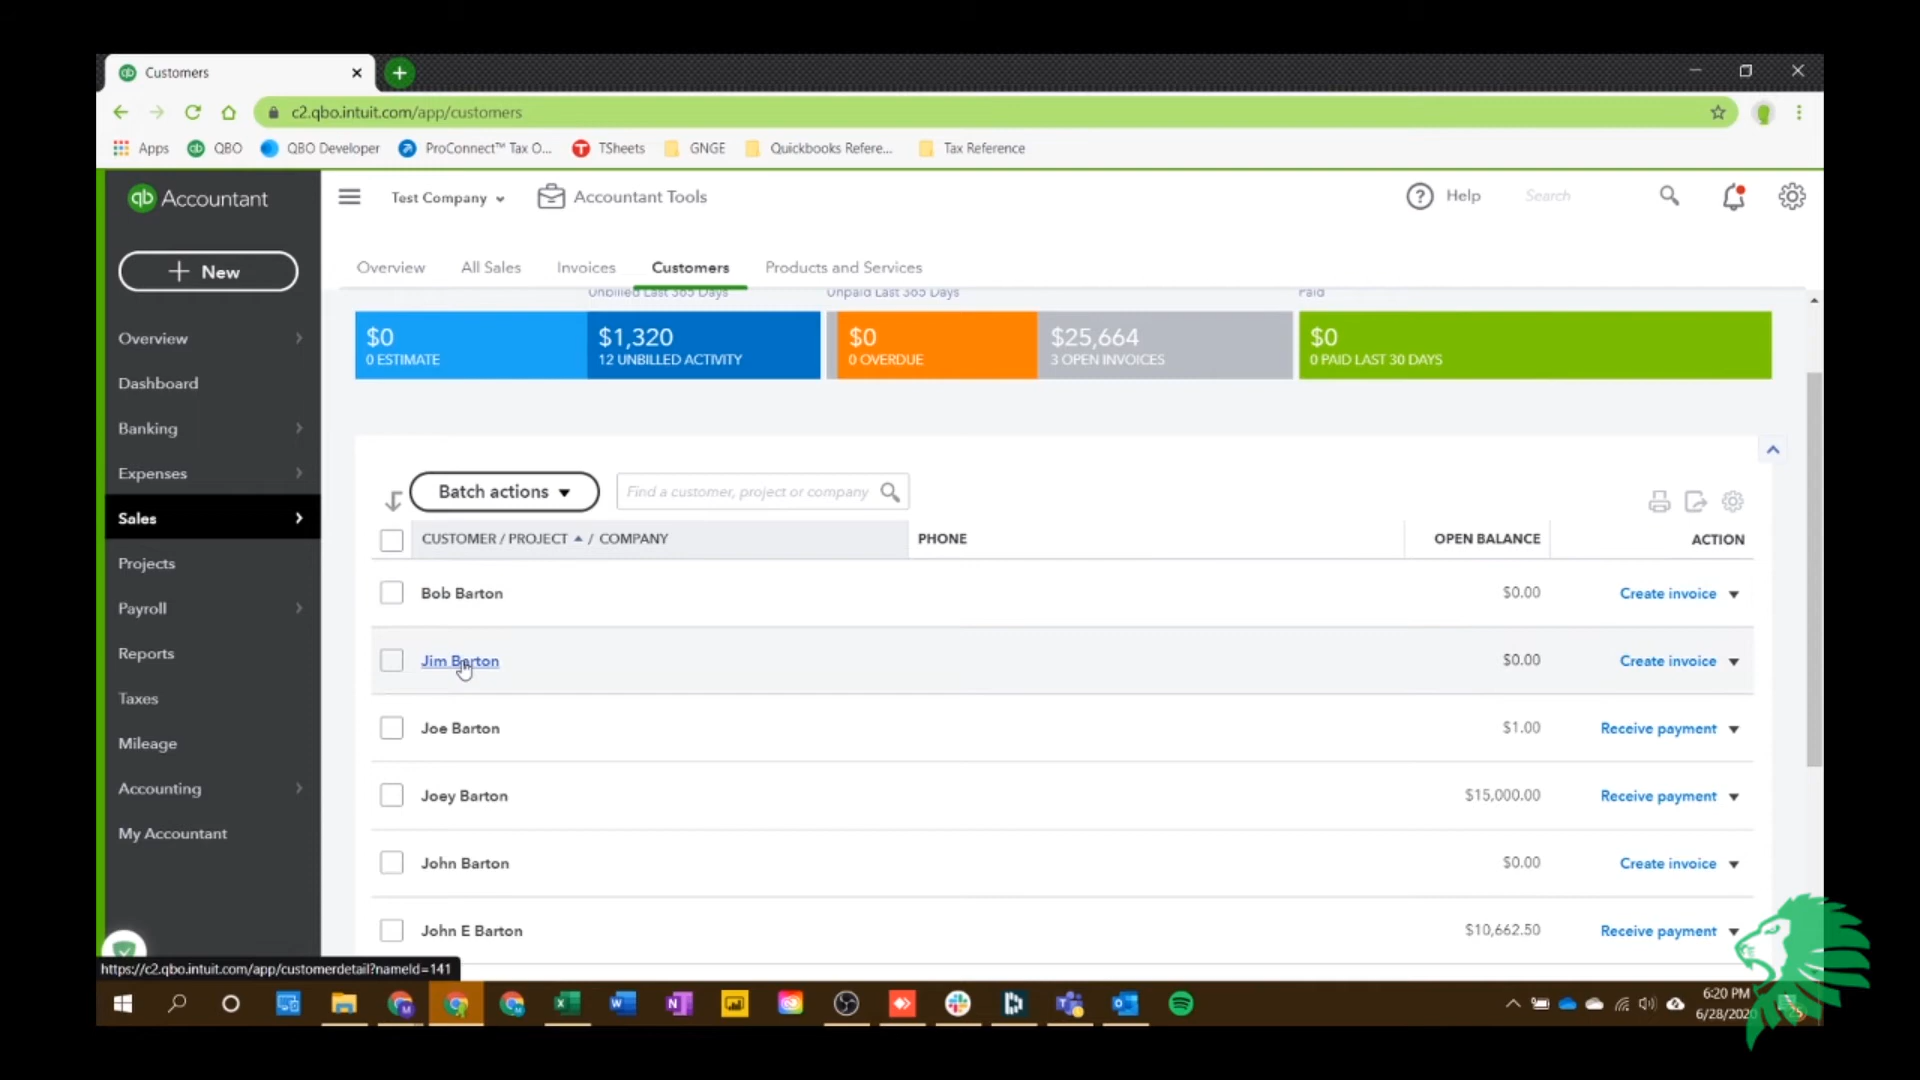 Customers
c2.qbo.intuit.com/app/customers
Apps QBO QBO Developer ProConnect™ Tax O... TSheets GNGE Quickbooks Refere... Tax Reference
qb Accountant
Test Company
Accountant Tools
Help
Search
New
Overview
Dashboard
Banking
Expenses
Sales
Projects
Payroll
Reports
Taxes
Mileage
Accounting
My Accountant
Overview All Sales Invoices Customers Products and Services
Unbilled Last 365 Days Unpaid Last 365 Days Paid
$0 $1,320 $0 $25,664 $0
0 ESTIMATE 12 UNBILLED ACTIVITY 0 OVERDUE 3 OPEN INVOICES 0 PAID LAST 30 DAYS
Batch actions
Find a customer, project or company
CUSTOMER / PROJECT / COMPANY PHONE OPEN BALANCE ACTION
Bob Barton $0.00 Create invoice
Jim Barton $0.00 Create invoice
Joe Barton $1.00 Receive payment
Joey Barton $15,000.00 Receive payment
John Barton $0.00 Create invoice
John E Barton $10,662.50 Receive payment
https://c2.qbo.intuit.com/app/customerdetail?nameId=141
6:20 PM
6/28/2020
25